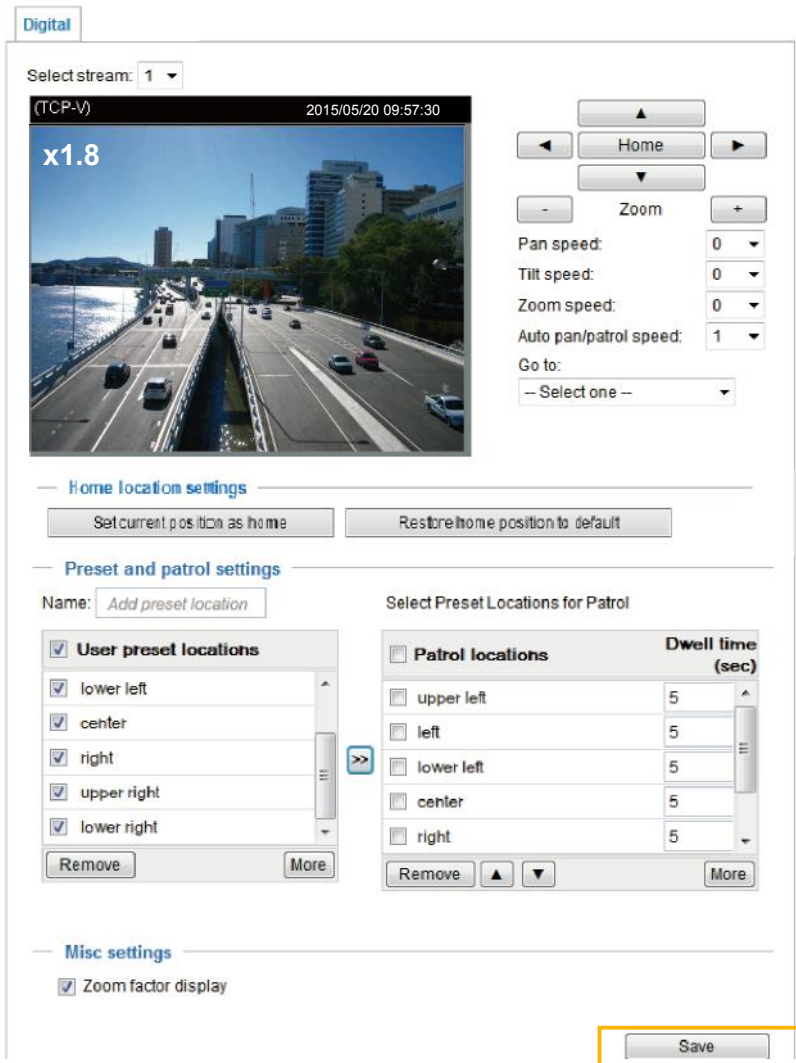 Digital
Select stream: 1
(TCP-V) 2015/05/20 09:57:30
x1.8
Home
- Zoom +
Pan speed: 0
Tilt speed: 0
Zoom speed: 0
Auto pan/patrol speed: 1
Go to:
-- Select one --
Home location settings
Set current position as home Restore home position to default
Preset and patrol settings
Name: Add preset location Select Preset Locations for Patrol
User preset locations
lower left
center
right
upper right
lower right
Remove More
>>
Patrol locations Dwell time
(sec)
upper left 5
left 5
lower left 5
center 5
right 5
Remove More
Misc settings
Zoom factor display
Save